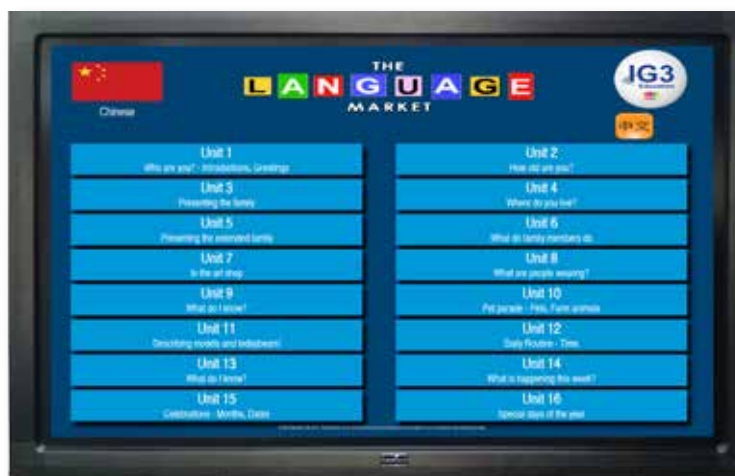 THE
LANGUAGE
MARKET
Chinese
IG3
Education
中文
Unit 1
Who are you? - Introductions, Greetings
Unit 2
How old are you?
Unit 3
Presenting the family
Unit 4
Where do you live?
Unit 5
Presenting the extended family
Unit 6
What do family members do
Unit 7
In the art shop
Unit 8
What are people wearing?
Unit 9
What do I know?
Unit 10
Pet parade - Pets, Farm animals
Unit 11
Describing models and teddybears!
Unit 12
Daily Routine - Time
Unit 13
What do I know?
Unit 14
What is happening this week?
Unit 15
Celebrations - Months, Dates
Unit 16
Special days of the year